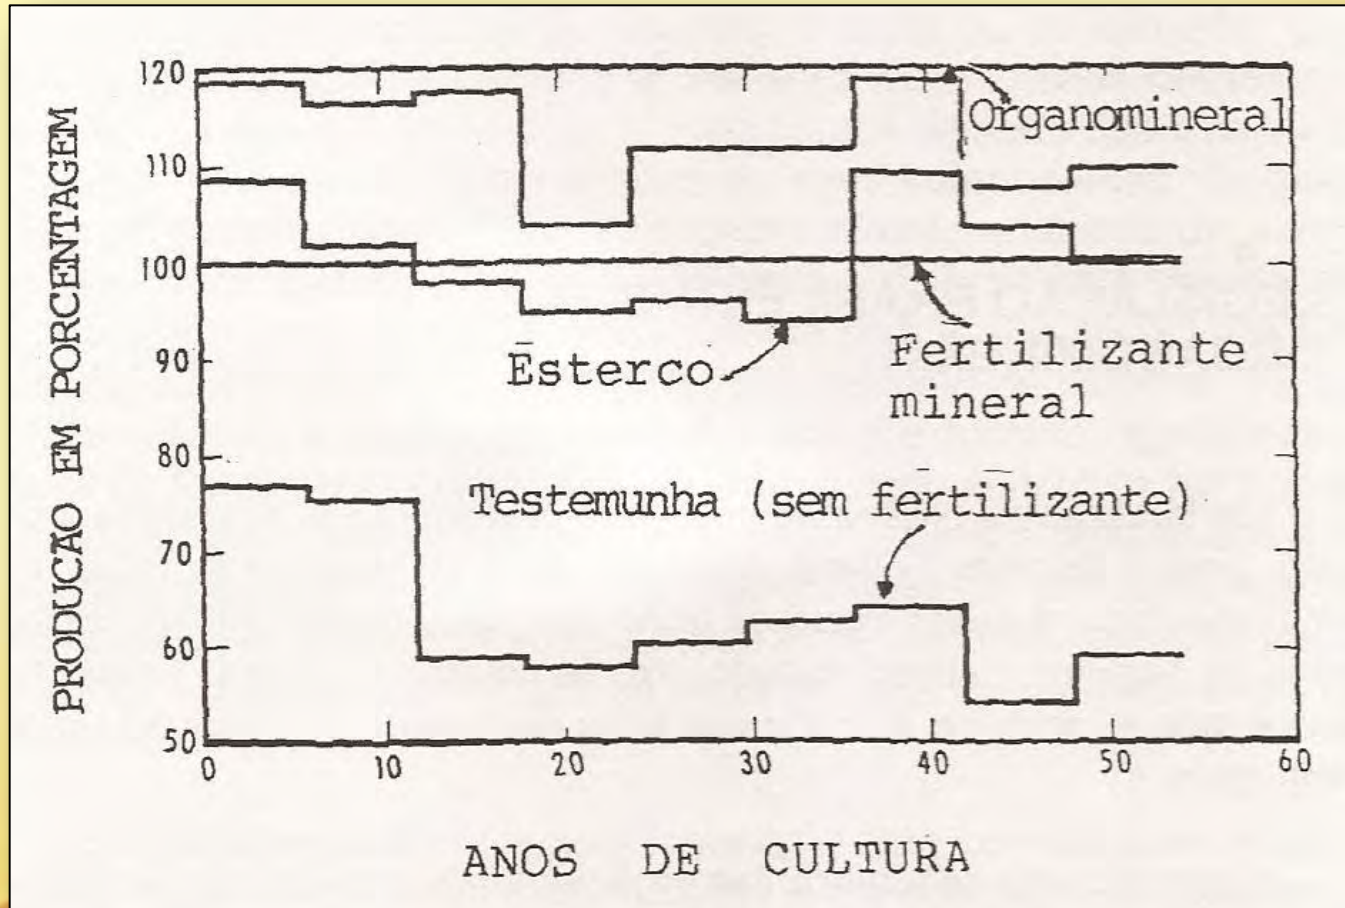 PRODUCÃO EM PORCENTAGEM
120
110
100
90
80
70
60
50
Organomineral
Esterco
Fertilizante
mineral
Testemunha (sem fertilizante)
0
10
20
30
40
50
60
ANOS DE CULTURA